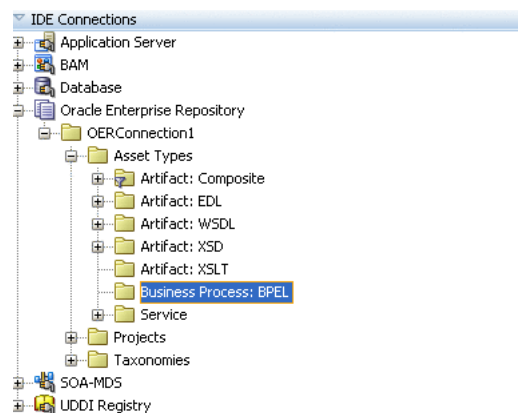 IDE Connections
Application Server
BAM
Database
Oracle Enterprise Repository
OERConnection1
Asset Types
Artifact: Composite
Artifact: EDL
Artifact: WSDL
Artifact: XSD
Artifact: XSLT
Business Process: BPEL
Service
Projects
Taxonomies
SOA-MDS
UDDI Registry